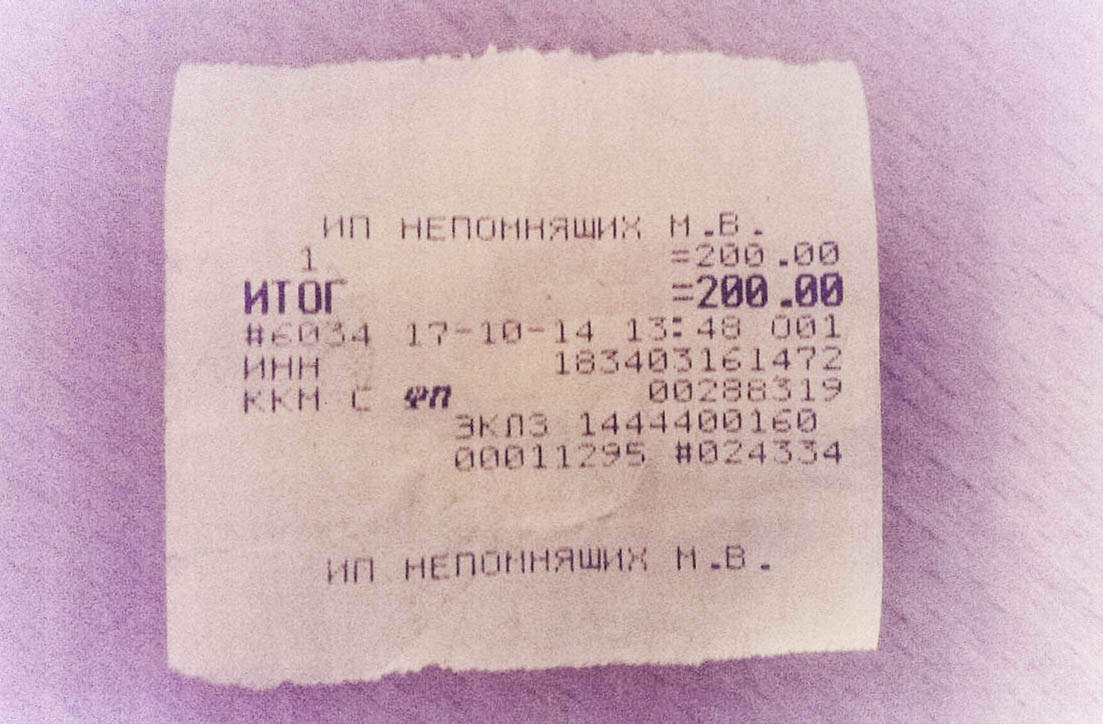 ИП НЕПОМНЯЩИХ М.В.
1 =200.00
ИТОГ =200.00
#6034 17-10-14 13:48 001
ИНН 183403161472
ККМ С ФП 00288319
ЭКЛЗ 1444400160
00011295 #024334
ИП НЕПОМНЯЩИХ М.В.